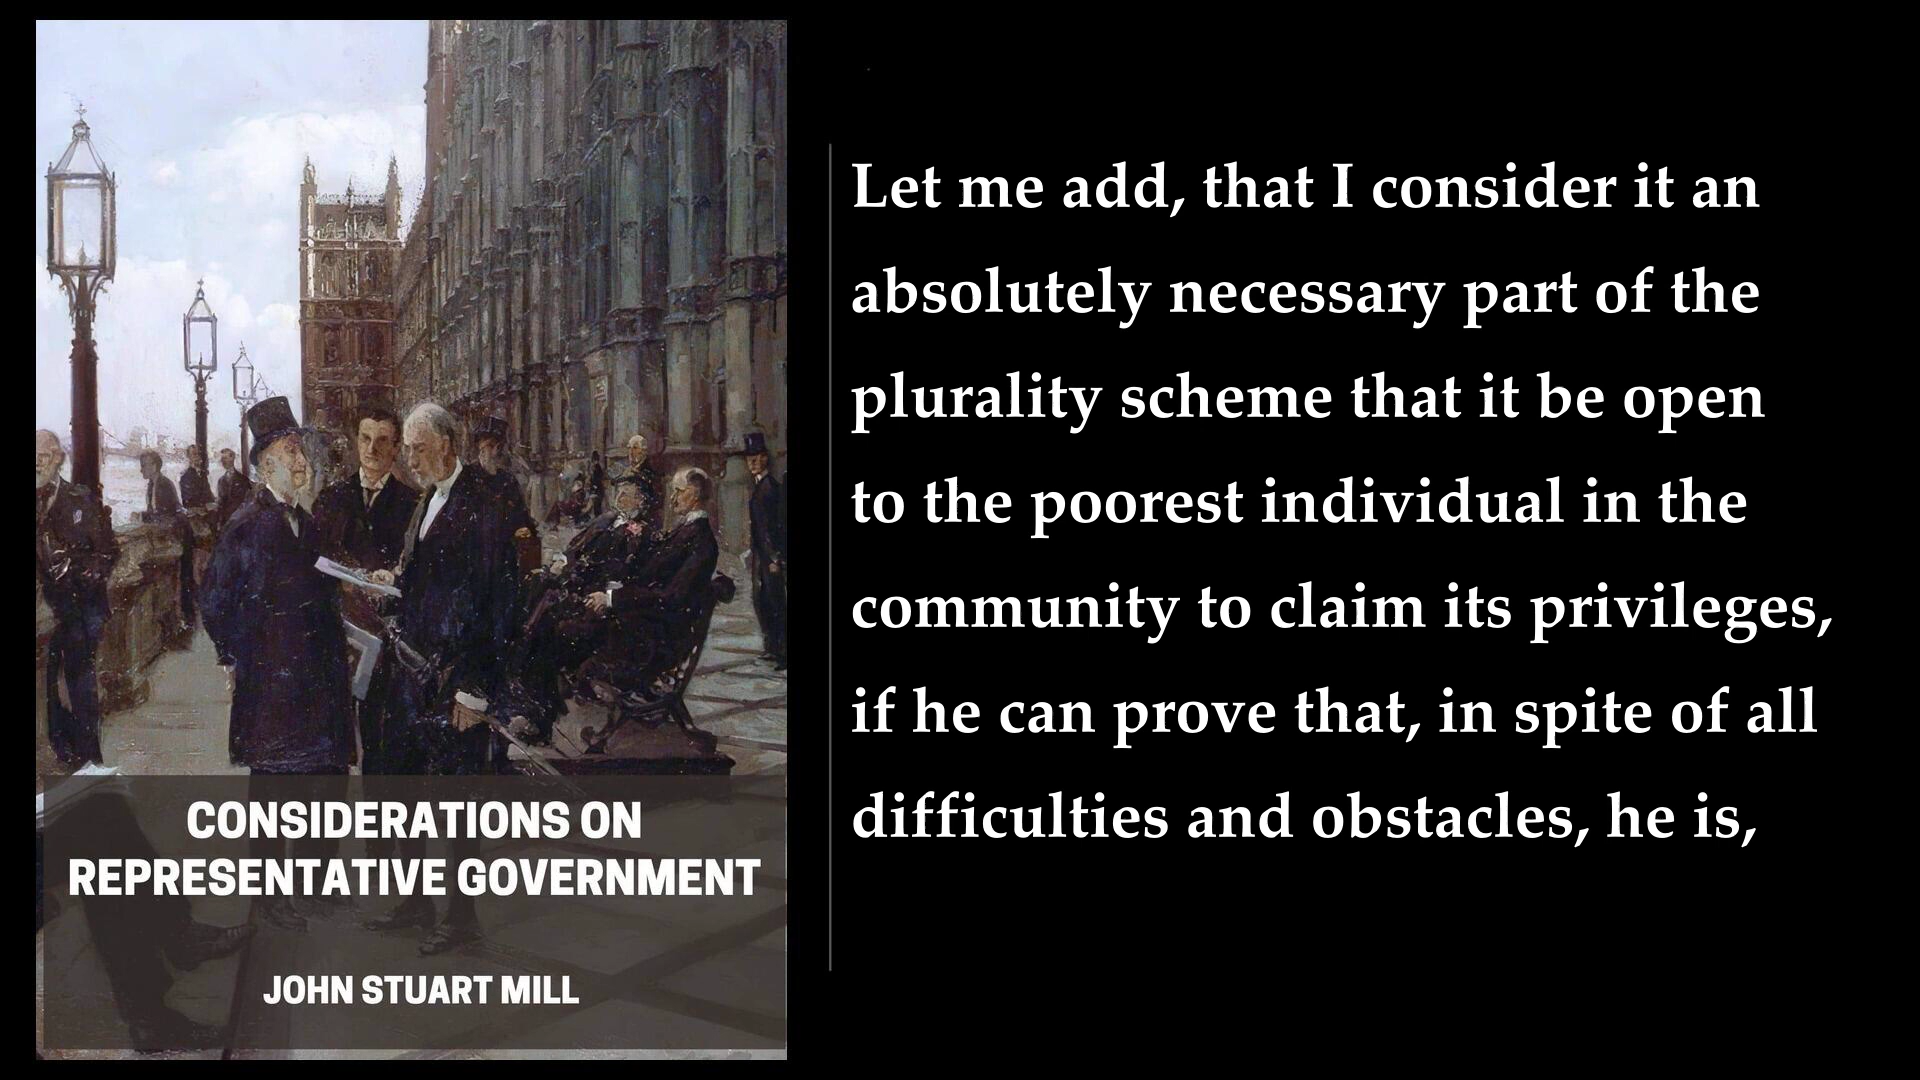 CONSIDERATIONS ON
REPRESENTATIVE GOVERNMENT
JOHN STUART MILL
Let me add, that I consider it an
absolutely necessary part of the
plurality scheme that it be open
to the poorest individual in the
community to claim its privileges,
if he can prove that, in spite of all
difficulties and obstacles, he is,